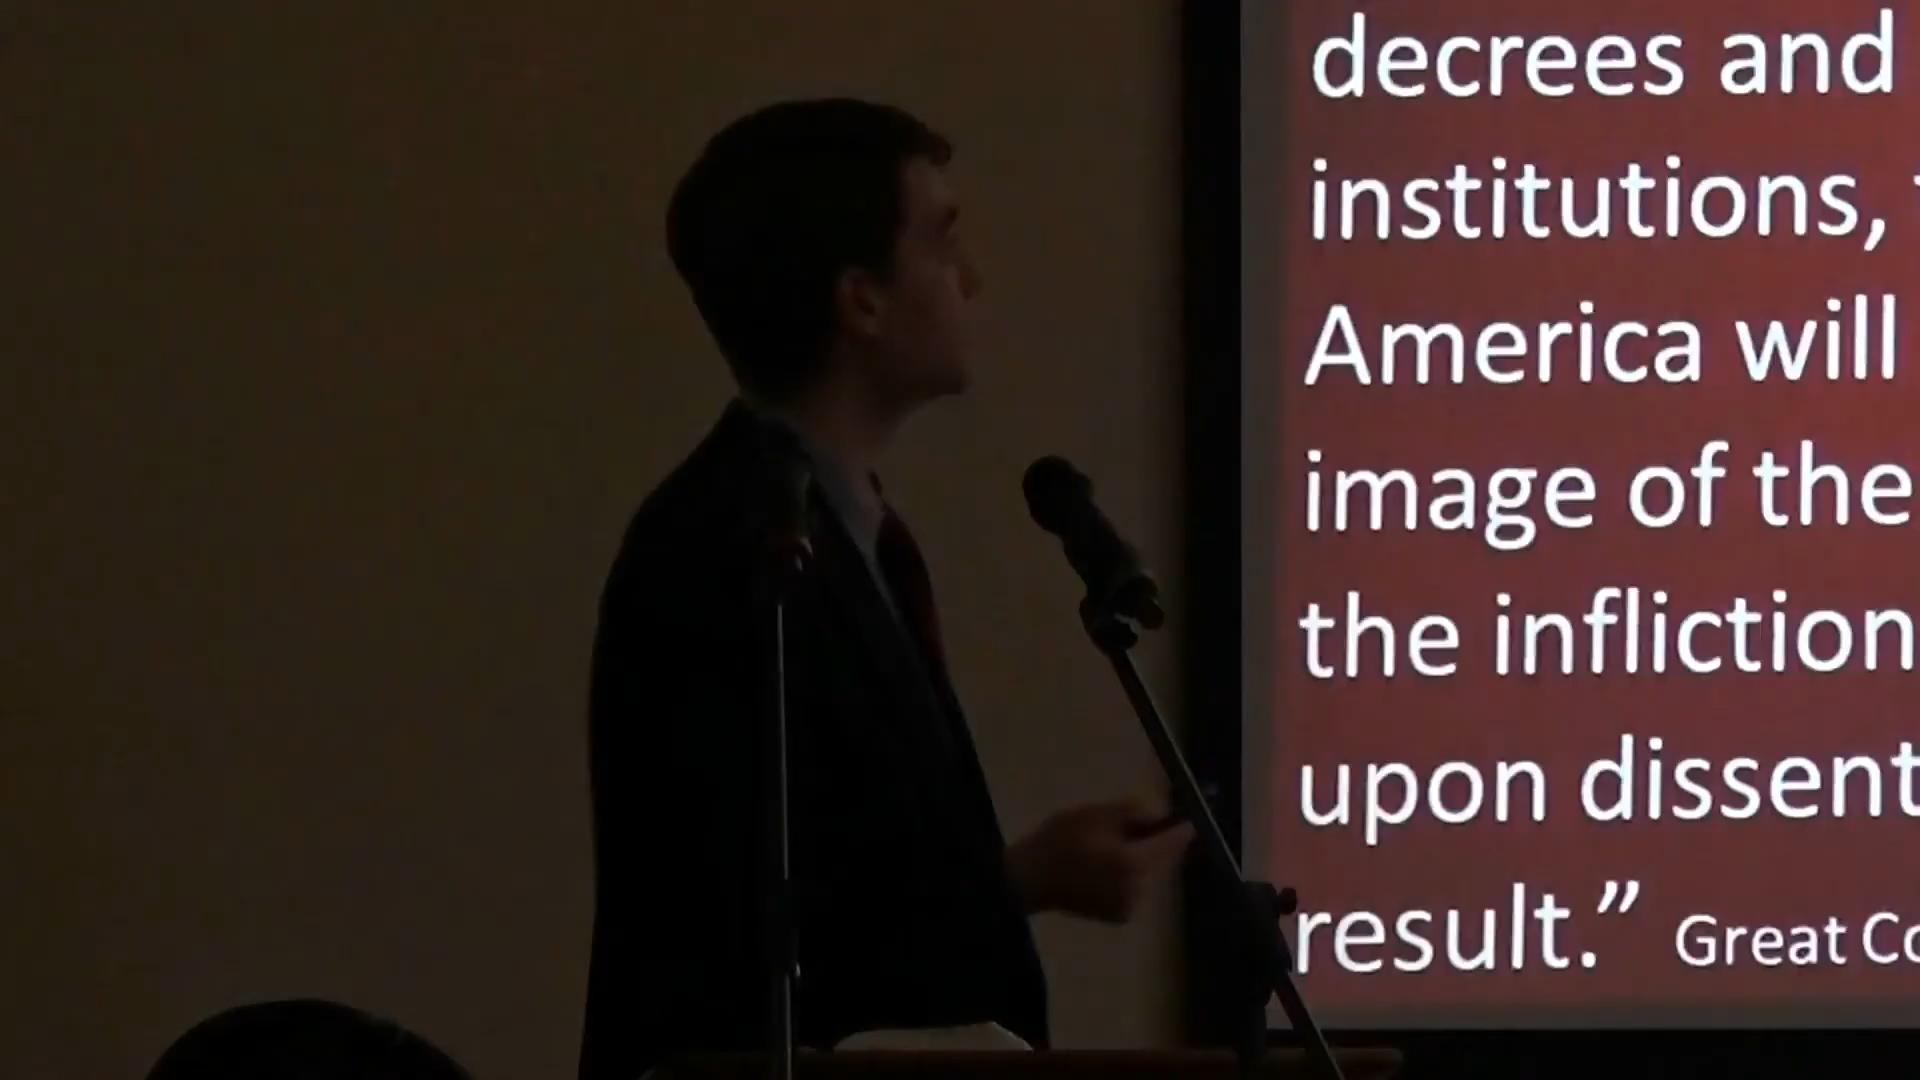 decrees and
institutions,
America will
image of the
the infliction
upon dissent
result.” Great Co